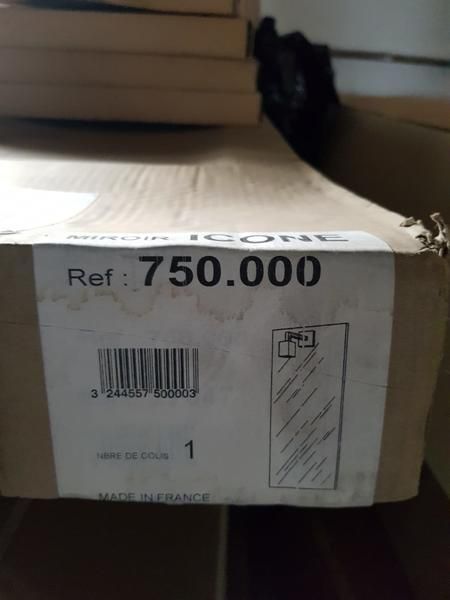 MIROIR ICONE
Ref : 750.000
3 244557 500003
NBRE DE COLIS : 1
MADE IN FRANCE